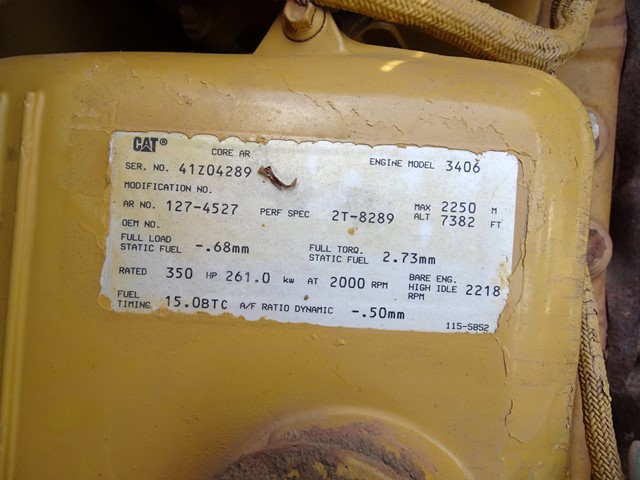 CAT® CORE AR ENGINE MODEL 3406
SER. NO. 41Z04289
MODIFICATION NO.
AR NO. 127-4527 PERF SPEC 2T-8289 MAX ALT 2250 M 7382 FT
OEM NO.
FULL LOAD STATIC FUEL -.68mm FULL TORQ. STATIC FUEL 2.73mm
RATED 350 HP 261.0 kw AT 2000 RPM BARE ENG. HIGH IDLE 2218 RPM
FUEL TIMING 15.0BTC A/F RATIO DYNAMIC -.50mm
115-5852